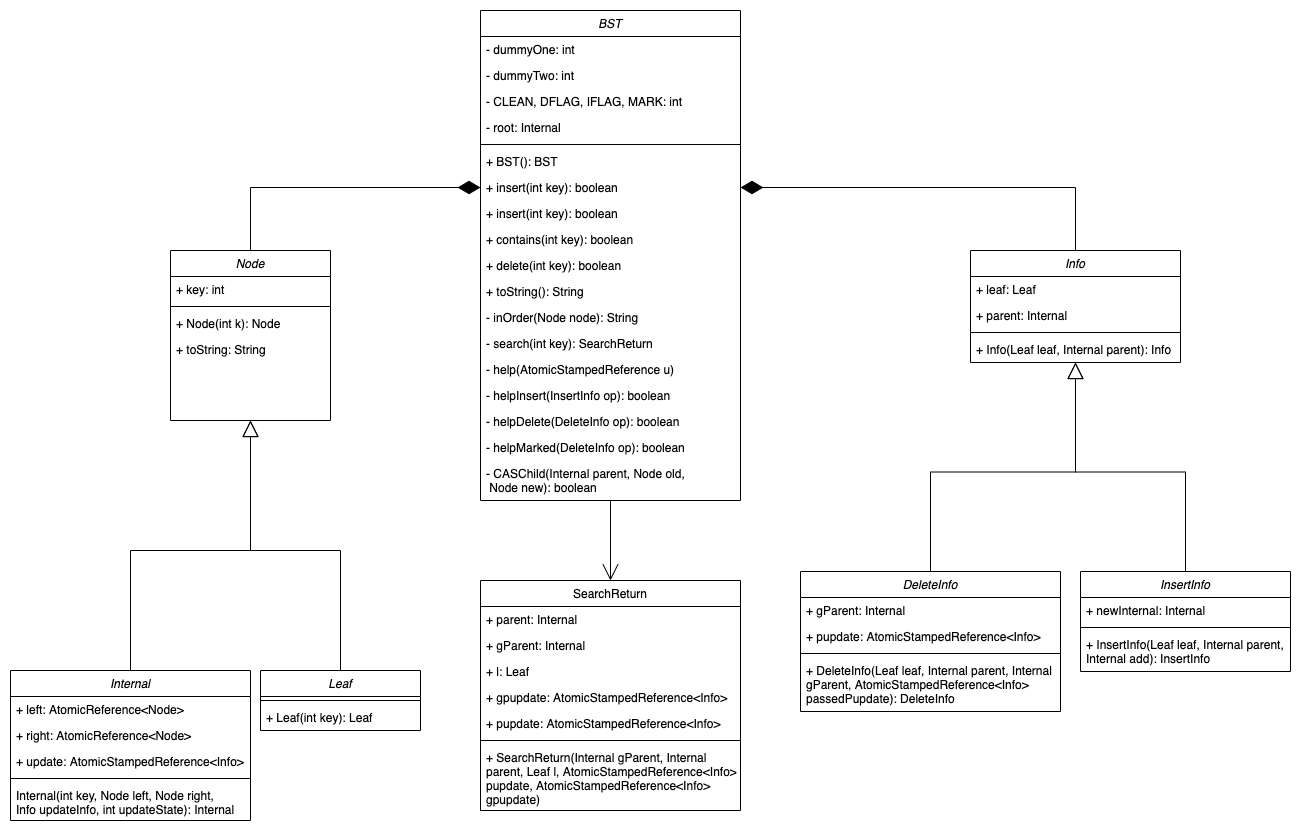 BST
- dummyOne: int
- dummyTwo: int
- CLEAN, DFLAG, IFLAG, MARK: int
- root: Internal
+ BST(): BST
+ insert(int key): boolean
+ insert(int key): boolean
+ contains(int key): boolean
+ delete(int key): boolean
+ toString(): String
- inOrder(Node node): String
- search(int key): SearchReturn
- help(AtomicStampedReference u)
- helpInsert(InsertInfo op): boolean
- helpDelete(DeleteInfo op): boolean
- helpMarked(DeleteInfo op): boolean
- CASChild(Internal parent, Node old,
Node new): boolean
Node
+ key: int
+ Node(int k): Node
+ toString: String
Info
+ leaf: Leaf
+ parent: Internal
+ Info(Leaf leaf, Internal parent): Info
Internal
+ left: AtomicReference<Node>
+ right: AtomicReference<Node>
+ update: AtomicStampedReference<Info>
Internal(int key, Node left, Node right,
Info updateInfo, int updateState): Internal
Leaf
+ Leaf(int key): Leaf
SearchReturn
+ parent: Internal
+ gParent: Internal
+ l: Leaf
+ gpupdate: AtomicStampedReference<Info>
+ pupdate: AtomicStampedReference<Info>
+ SearchReturn(Internal gParent, Internal
parent, Leaf l, AtomicStampedReference<Info>
pupdate, AtomicStampedReference<Info>
gpupdate)
DeleteInfo
+ gParent: Internal
+ pupdate: AtomicStampedReference<Info>
+ DeleteInfo(Leaf leaf, Internal parent, Internal
gParent, AtomicStampedReference<Info>
passedPupdate): DeleteInfo
InsertInfo
+ newInternal: Internal
+ InsertInfo(Leaf leaf, Internal parent,
Internal add): InsertInfo